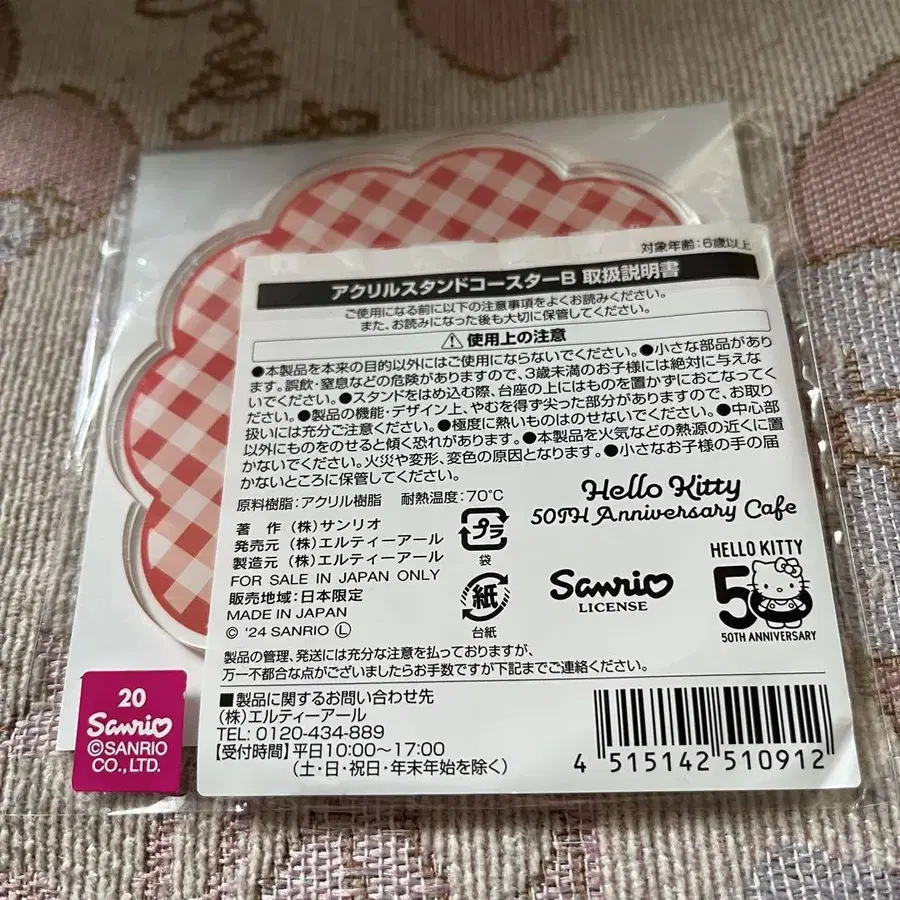 対象年齢:6歳以上
アクリルスタンドコースターB 取扱説明書
ご使用になる前に以下の注意事項をよくお読みください。
また、お読みになった後も大切に保管してください。
⚠使用上の注意
●本製品を本来の目的以外にはご使用にならないでください。●小さな部品があり
ます。誤飲・窒息などの危険がありますので、3歳未満のお子様には絶対に与えな
いでください。●スタンドをはめ込む際、台座の上にはものを置かずにおこなってく
ださい。●製品の機能・デザイン上、やむを得ず尖った部分がありますので、お取り
扱いには充分ご注意ください。●極度に熱いものはのせないでください。●中心部
以外にものをのせると傾く恐れがあります。●本製品を火気などの熱源の近くに置
かないでください。火災や変形、変色の原因となります。●小さなお子様の手の届
かないところに保管してください。
原料樹脂:アクリル樹脂 耐熱温度:70℃
著 作 (株)サンリオ
発売元 (株)エルティーアール
製造元 (株)エルティーアール
FOR SALE IN JAPAN ONLY
販売地域:日本限定
MADE IN JAPAN
© '24 SANRIO Ⓛ
プラ
袋
紙
台紙
Hello Kitty
50TH Anniversary Cafe
Sanrio
LICENSE
HELLO KITTY
50
50TH ANNIVERSARY
製品の管理、発送には充分な注意を払っておりますが、
万一不都合な点がございましたらお手数ですが下記までご連絡ください。
■製品に関するお問い合わせ先
(株)エルティーアール
TEL: 0120-434-889
【受付時間】平日10:00〜17:00
(土・日・祝日・年末年始を除く)
4 515142 510912
20
Sanrio
©SANRIO
CO., LTD.